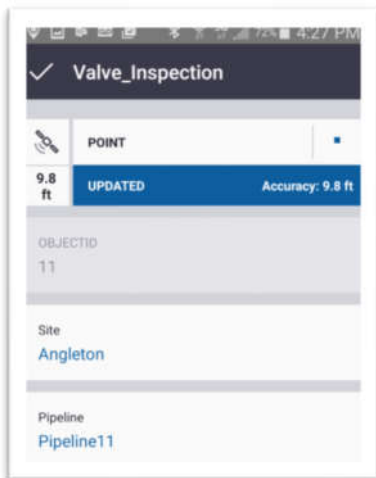 72% 4:27 PM
Valve_Inspection
POINT
9.8
ft
UPDATED Accuracy: 9.8 ft
OBJECTID
11
Site
Angleton
Pipeline
Pipeline11